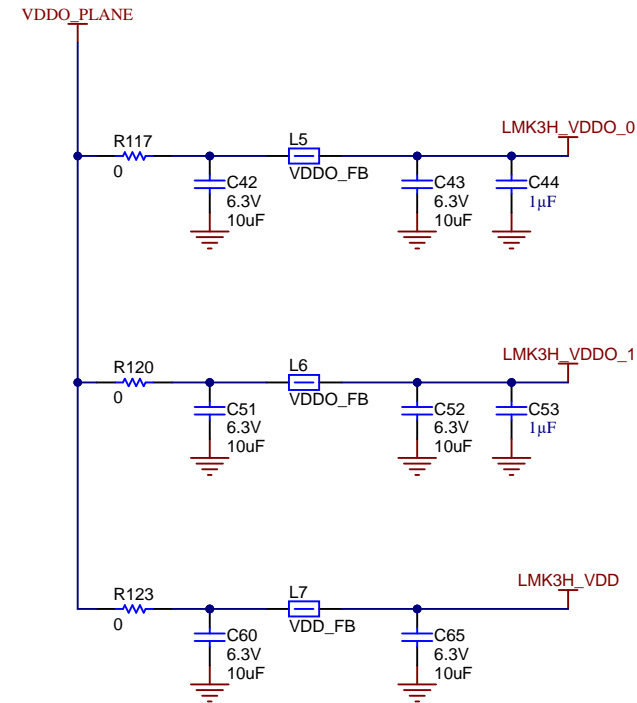 VDDO_PLANE
LMK3H_VDDO_0
R117
0
L5
VDDO_FB
C42
6.3V
10uF
C43
6.3V
10uF
C44
1µF
LMK3H_VDDO_1
R120
0
L6
VDDO_FB
C51
6.3V
10uF
C52
6.3V
10uF
C53
1µF
LMK3H_VDD
R123
0
L7
VDD_FB
C60
6.3V
10uF
C65
6.3V
10uF